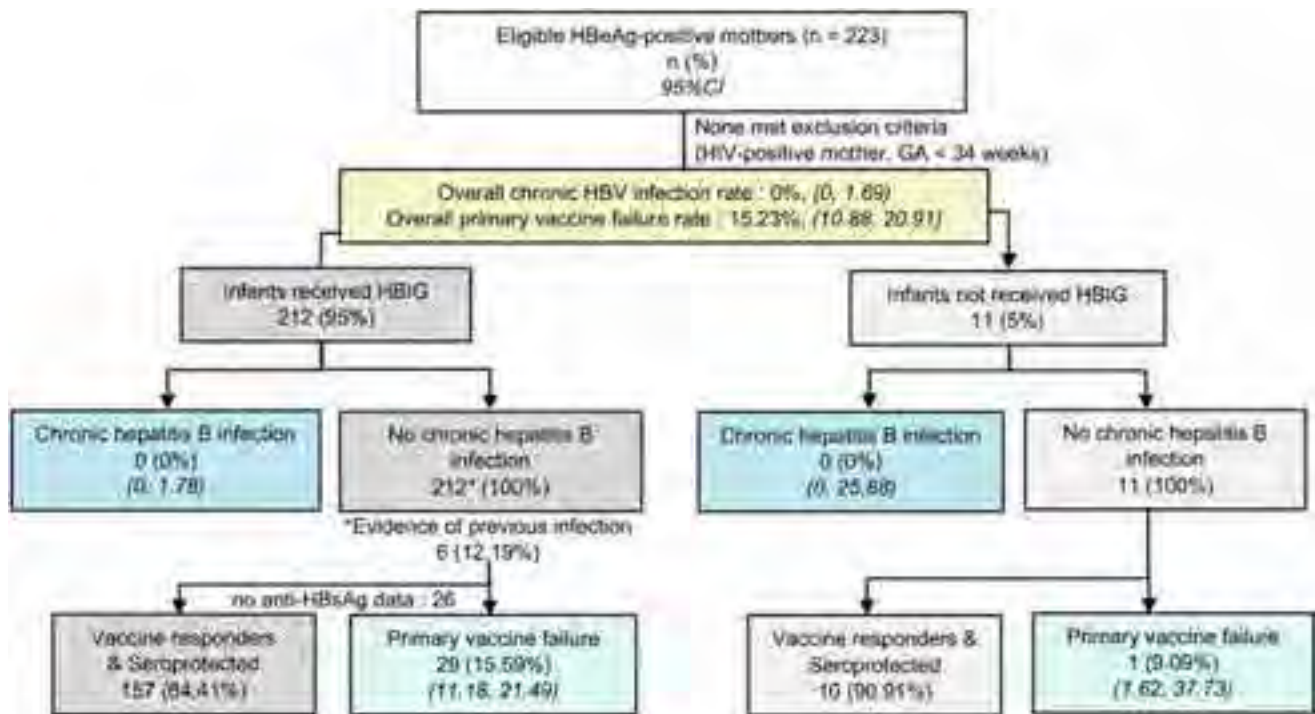 Eligible HBeAg-positive mothers (n = 223)
n (%)
95%CI
None met exclusion criteria
(HIV-positive mother, GA < 34 weeks)
Overall chronic HBV infection rate : 0%, (0, 1.69)
Overall primary vaccine failure rate : 15.23%, (10.88, 20.91)
Infants received HBIG
212 (95%)
Infants not received HBIG
11 (5%)
Chronic hepatitis B infection
0 (0%)
(0, 1.78)
No chronic hepatitis B
infection
212* (100%)
Chronic hepatitis B infection
0 (0%)
(0, 25.88)
No chronic hepatitis B
infection
11 (100%)
*Evidence of previous infection
6 (12.19%)
no anti-HBsAg data : 26
Vaccine responders
& Seroprotected
157 (84.41%)
Primary vaccine failure
29 (15.59%)
(11.18, 21.49)
Vaccine responders &
Seroprotected
10 (90.91%)
Primary vaccine failure
1 (9.09%)
(1.62, 37.73)